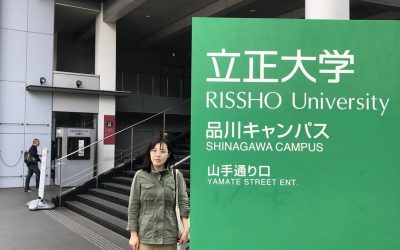 立正大学
RISSHO University
品川キャンパス
SHINAGAWA CAMPUS
山手通り口
YAMATE STREET ENT.